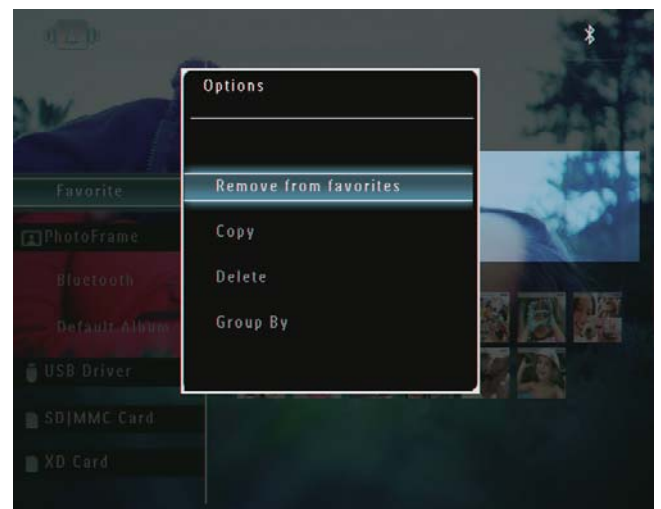 Options
Remove from favorites
Copy
Delete
Group By
Favorite
PhotoFrame
Bluetooth
Default Album
USB Driver
SD|MMC Card
XD Card